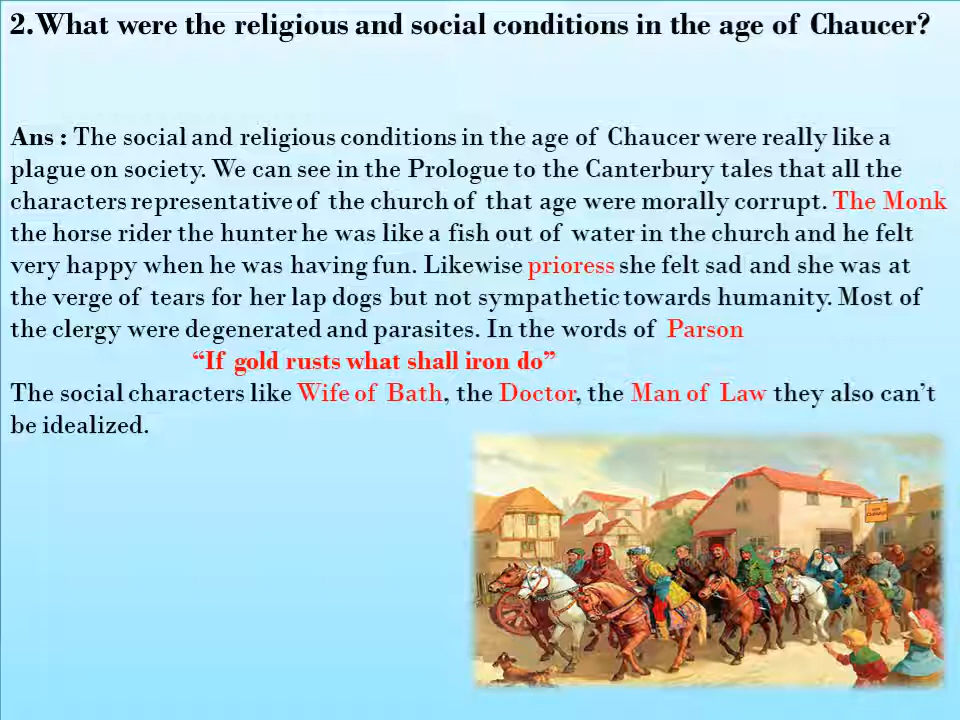 2.What were the religious and social conditions in the age of Chaucer?
Ans : The social and religious conditions in the age of Chaucer were really like a
plague on society. We can see in the Prologue to the Canterbury tales that all the
characters representative of the church of that age were morally corrupt. The Monk
the horse rider the hunter he was like a fish out of water in the church and he felt
very happy when he was having fun. Likewise prioress she felt sad and she was at
the verge of tears for her lap dogs but not sympathetic towards humanity. Most of
the clergy were degenerated and parasites. In the words of Parson
“If gold rusts what shall iron do”
The social characters like Wife of Bath, the Doctor, the Man of Law they also can’t
be idealized.